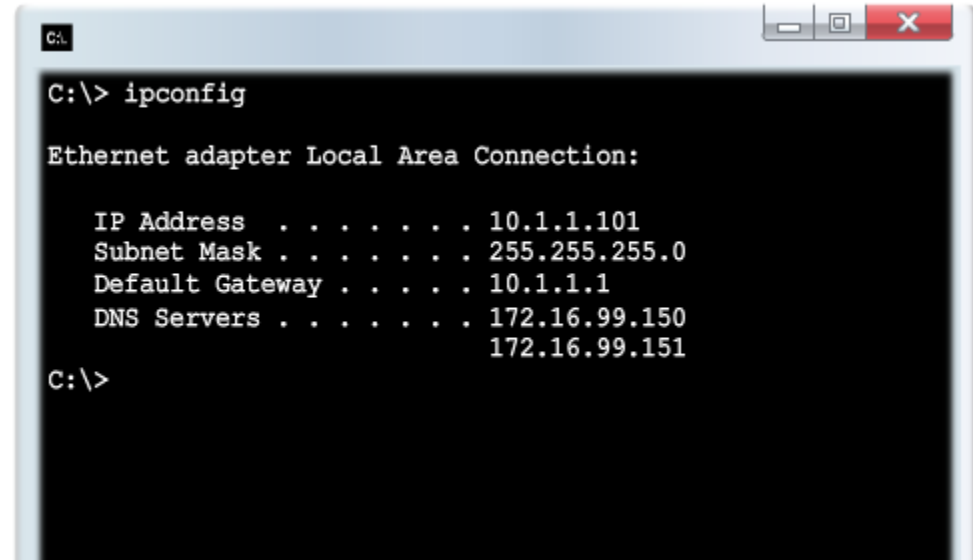 C:\.
C:\> ipconfig
Ethernet adapter Local Area Connection:
IP Address . . . . . . . 10.1.1.101
Subnet Mask . . . . . . . 255.255.255.0
Default Gateway . . . . . 10.1.1.1
DNS Servers . . . . . . . 172.16.99.150
172.16.99.151
C:\>